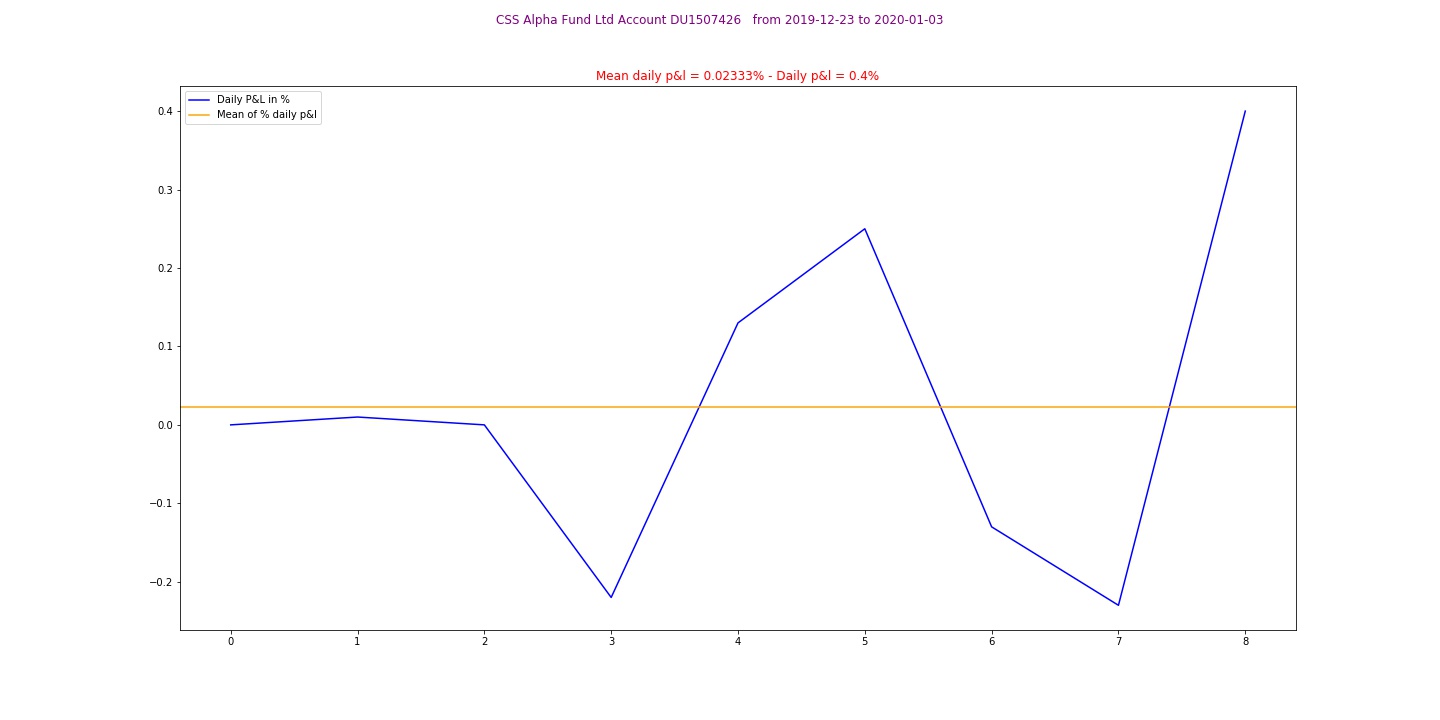 CSS Alpha Fund Ltd Account DU1507426   from 2019-12-23 to 2020-01-03
Mean daily p&l = 0.02333% - Daily p&l = 0.4%
Daily P&L in %
Mean of % daily p&l
0.4
0.3
0.2
0.1
0.0
−0.1
−0.2
0 1 2 3 4 5 6 7 8